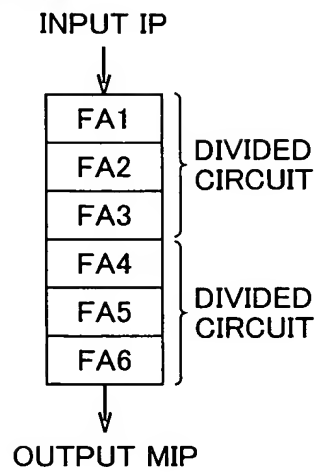 INPUT IP
FA1
FA2
FA3
DIVIDED
CIRCUIT
FA4
FA5
FA6
DIVIDED
CIRCUIT
OUTPUT MIP